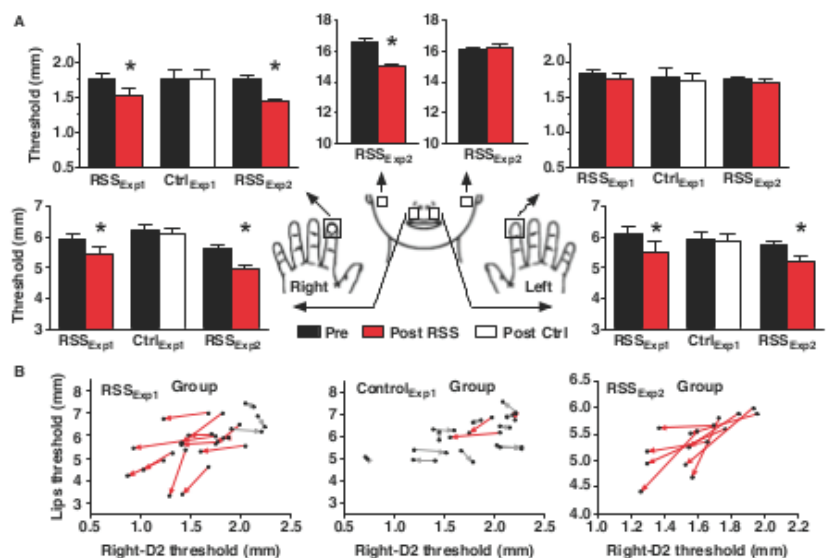 A
Threshold (mm)
2.0
1.5
1.0
0.5
RSSExp1
CtrlExp1
RSSExp2
*
*
18
16
14
12
10
RSSExp2
*
18
16
14
12
10
RSSExp2
2.0
1.5
1.0
0.5
RSSExp1
CtrlExp1
RSSExp2
Threshold (mm)
7
6
5
4
3
RSSExp1
CtrlExp1
RSSExp2
*
*
Right
Left
7
6
5
4
3
RSSExp1
CtrlExp1
RSSExp2
*
*
Pre Post RSS Post Ctrl
B
RSSExp1 Group
Lips threshold (mm)
8
7
6
5
4
3
0.5 1.0 1.5 2.0 2.5
Right-D2 threshold (mm)
ControlExp1 Group
8
7
6
5
4
3
0.5 1.0 1.5 2.0 2.5
Right-D2 threshold (mm)
RSSExp2 Group
6.5
6.0
5.5
5.0
4.5
4.0
1.0 1.2 1.4 1.6 1.8 2.0 2.2
Right-D2 threshold (mm)